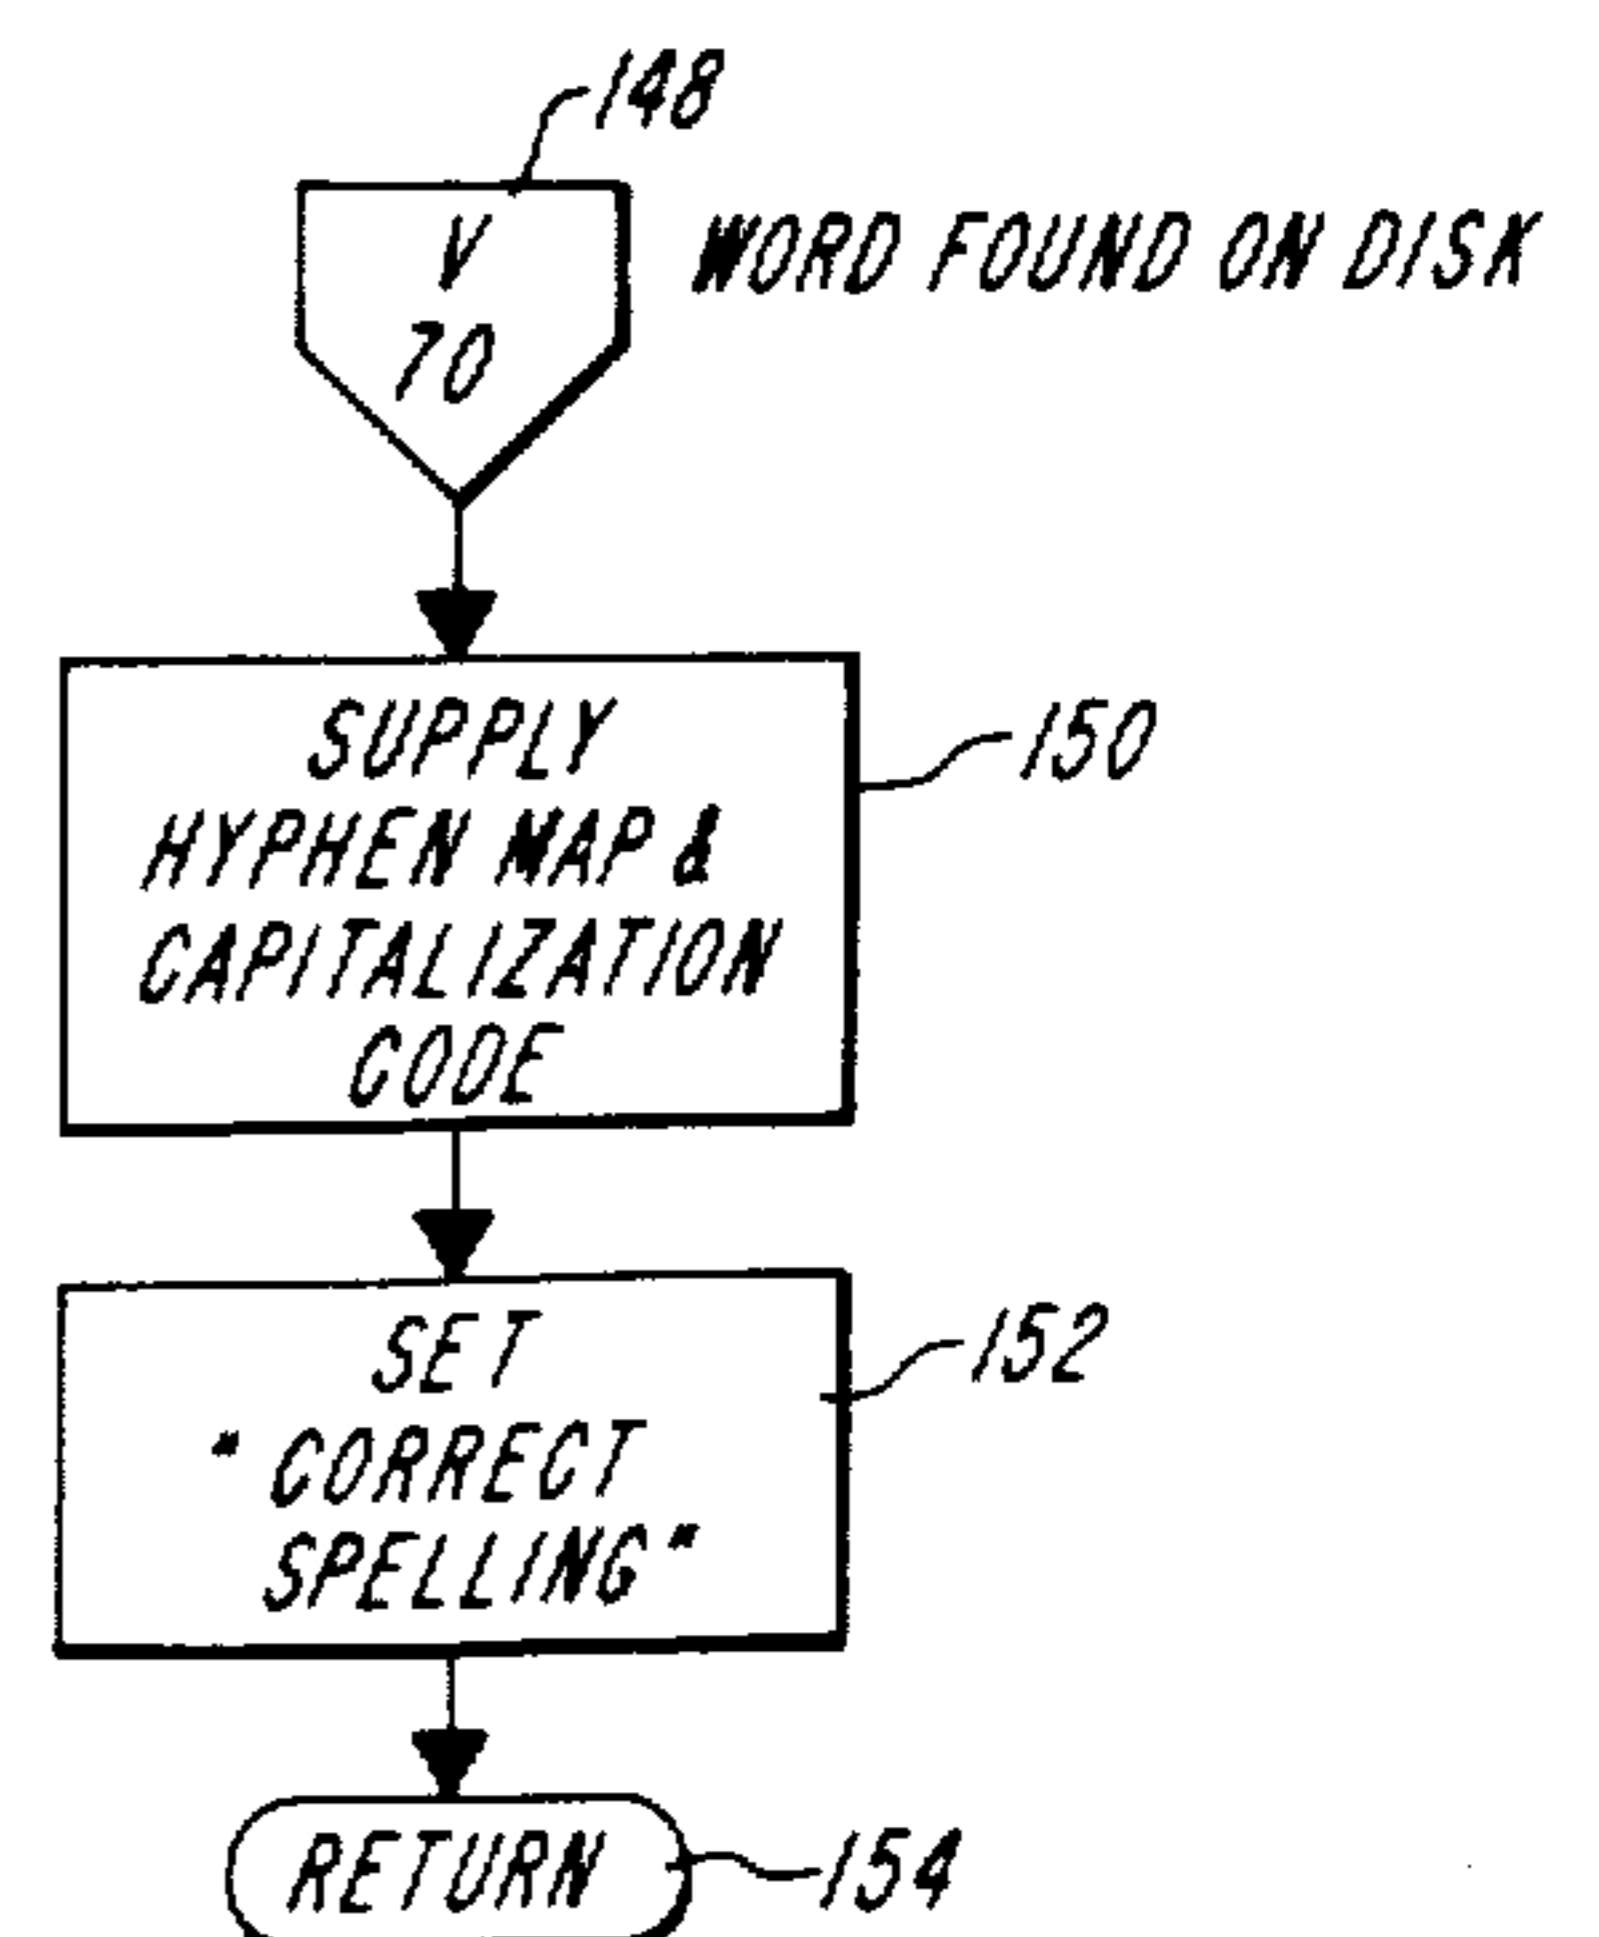 148
V
70
WORD FOUND ON DISK
SUPPLY
HYPHEN MAP &
CAPITALIZATION
CODE
150
SET
"CORRECT
SPELLING"
152
RETURN
154